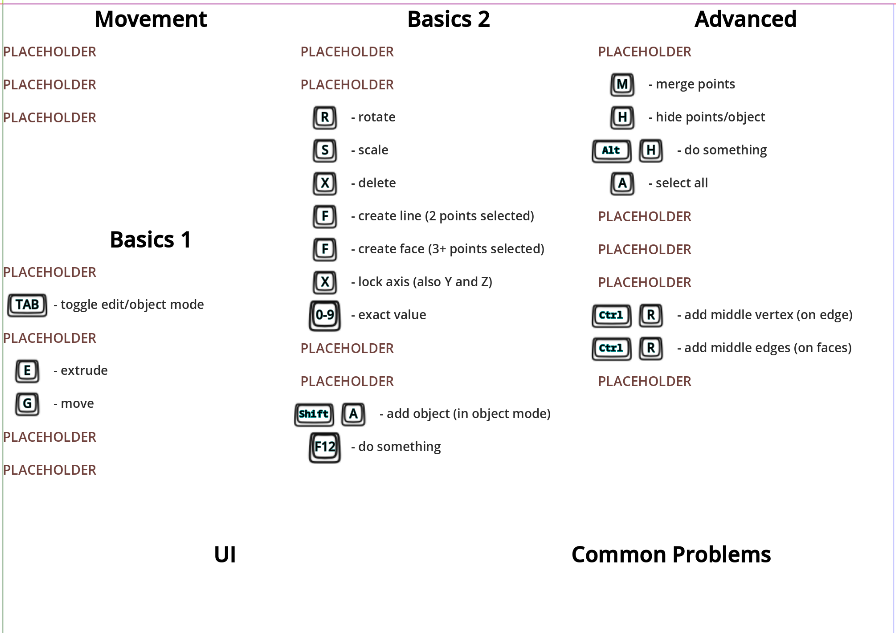 Movement
PLACEHOLDER
PLACEHOLDER
PLACEHOLDER
Basics 1
PLACEHOLDER
TAB - toggle edit/object mode
PLACEHOLDER
E - extrude
G - move
PLACEHOLDER
PLACEHOLDER
Basics 2
PLACEHOLDER
PLACEHOLDER
R - rotate
S - scale
X - delete
F - create line (2 points selected)
F - create face (3+ points selected)
X - lock axis (also Y and Z)
0-9 - exact value
PLACEHOLDER
PLACEHOLDER
Shift A - add object (in object mode)
F12 - do something
Advanced
PLACEHOLDER
M - merge points
H - hide points/object
Alt H - do something
A - select all
PLACEHOLDER
PLACEHOLDER
PLACEHOLDER
Ctrl R - add middle vertex (on edge)
Ctrl R - add middle edges (on faces)
PLACEHOLDER
UI
Common Problems